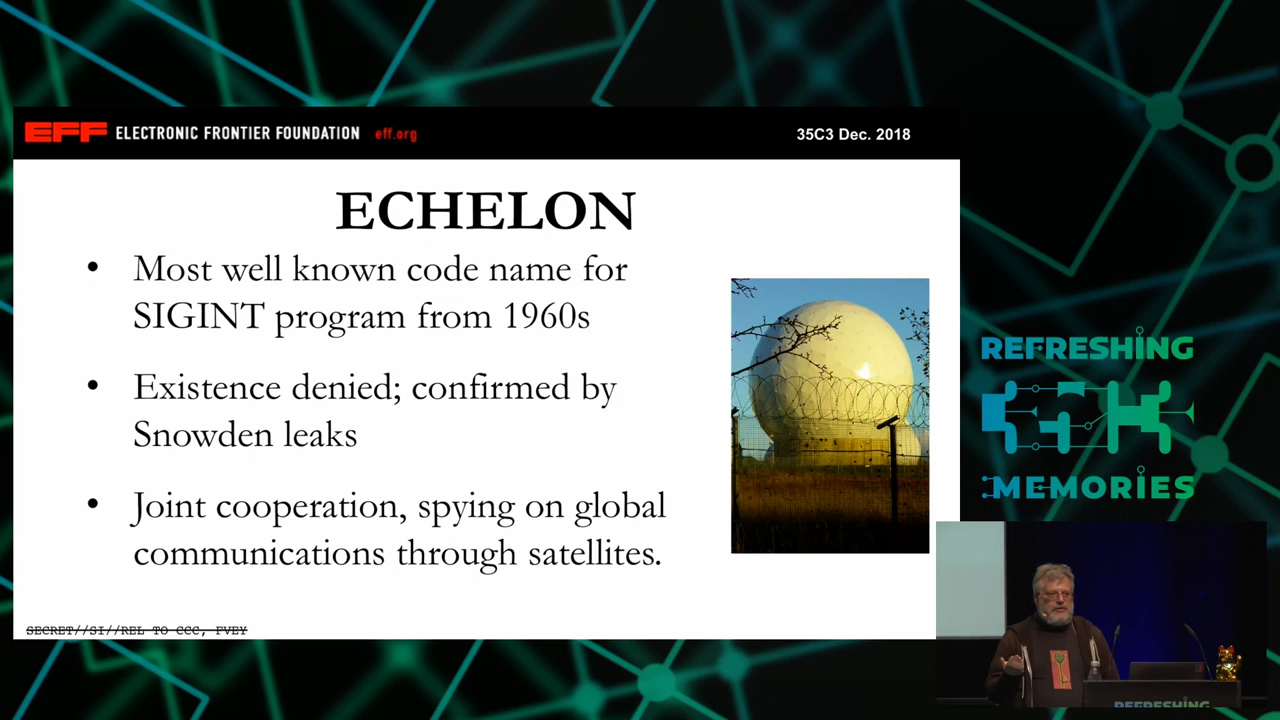 EFF ELECTRONIC FRONTIER FOUNDATION eff.org
35C3 Dec. 2018
ECHELON
• Most well known code name for
SIGINT program from 1960s
• Existence denied; confirmed by
Snowden leaks
• Joint cooperation, spying on global
communications through satellites.
SECRET//SI//REL TO CCC, FVEY
REFRESHING
35C3
MEMORIES
REFRESHING